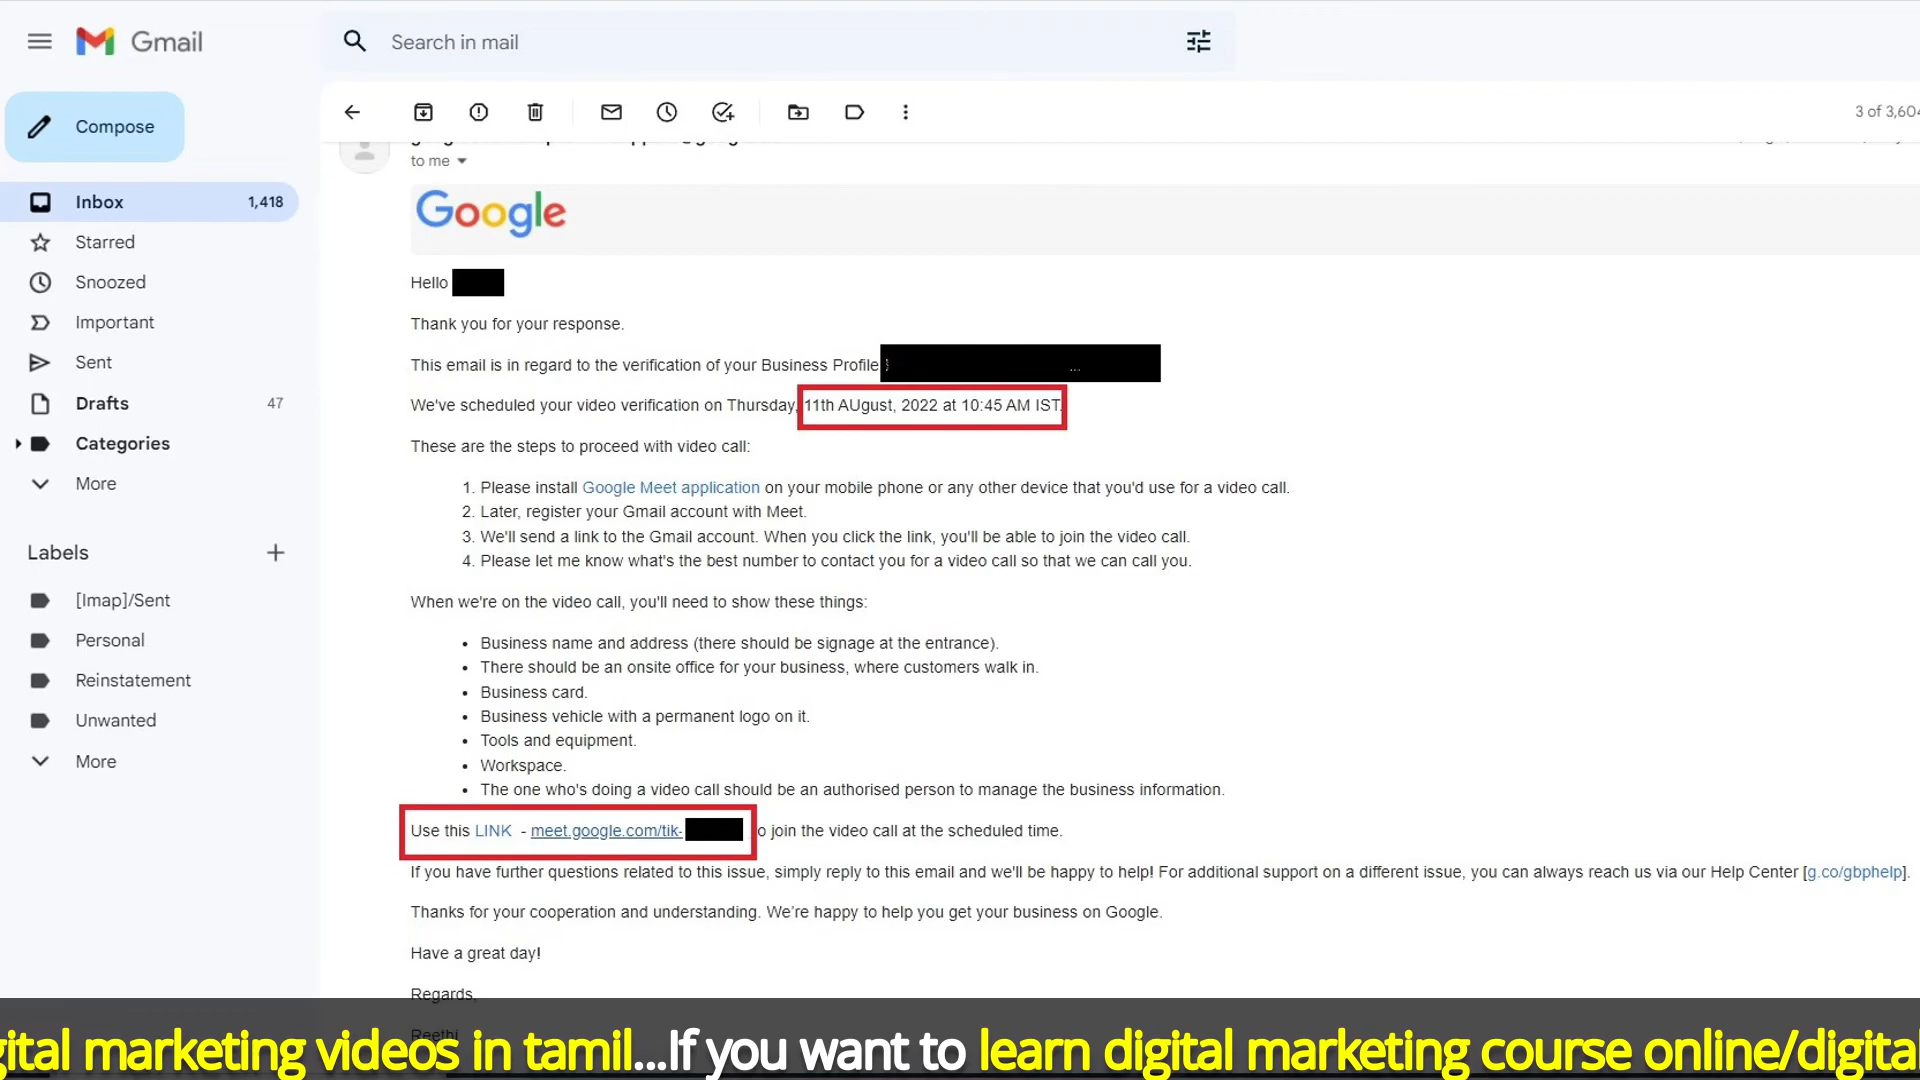 Gmail
Search in mail
Compose
3 of 3,604
Inbox 1,418
Starred
Snoozed
Important
Sent
Drafts 47
Categories
More
Labels
[Imap]/Sent
Personal
Reinstatement
Unwanted
More
to me
Google
Hello
Thank you for your response.
This email is in regard to the verification of your Business Profile
We've scheduled your video verification on Thursday, 11th AUgust, 2022 at 10:45 AM IST.
These are the steps to proceed with video call:
1. Please install Google Meet application on your mobile phone or any other device that you'd use for a video call.
2. Later, register your Gmail account with Meet.
3. We'll send a link to the Gmail account. When you click the link, you'll be able to join the video call.
4. Please let me know what's the best number to contact you for a video call so that we can call you.
When we're on the video call, you'll need to show these things:
• Business name and address (there should be signage at the entrance).
• There should be an onsite office for your business, where customers walk in.
• Business card.
• Business vehicle with a permanent logo on it.
• Tools and equipment.
• Workspace.
• The one who's doing a video call should be an authorised person to manage the business information.
Use this LINK - meet.google.com/tik- o join the video call at the scheduled time.
If you have further questions related to this issue, simply reply to this email and we'll be happy to help! For additional support on a different issue, you can always reach us via our Help Center [g.co/gbphelp].
Thanks for your cooperation and understanding. We're happy to help you get your business on Google.
Have a great day!
Regards,
Reethi
gital marketing videos in tamil...If you want to learn digital marketing course online/digital